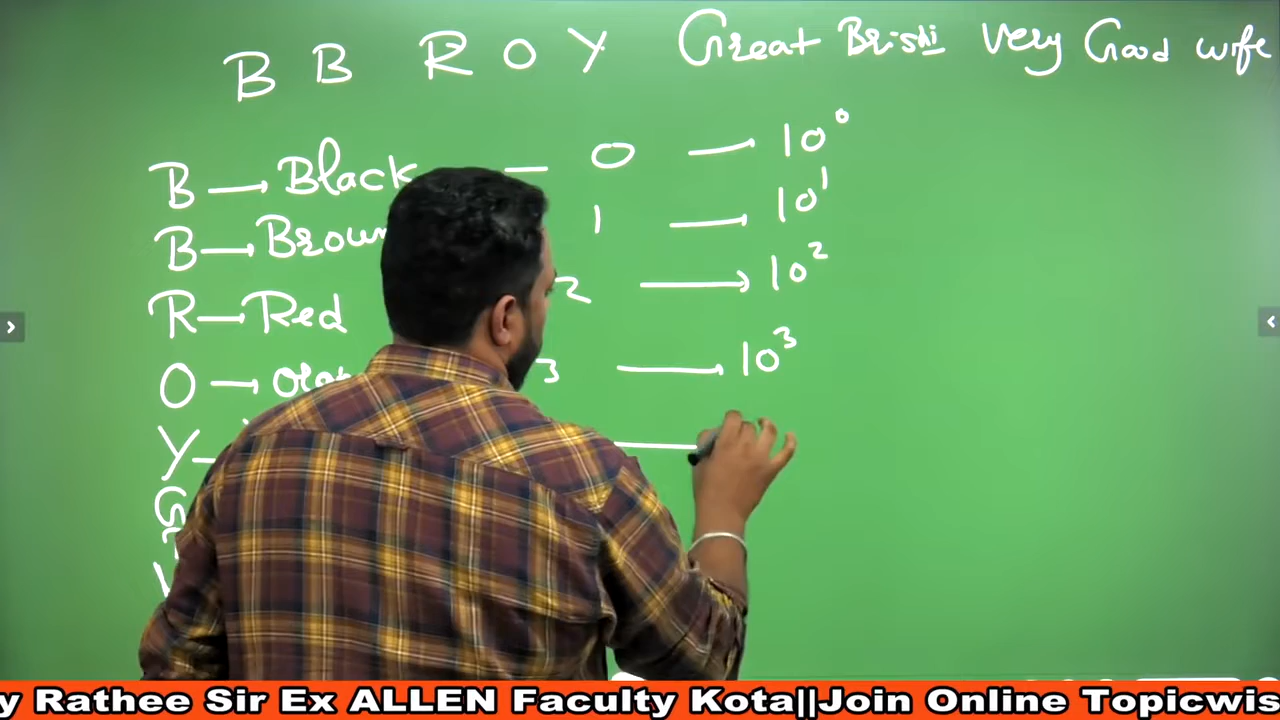 B B R O Y Great Brishi Very Good wife
B → Black — 0 — 10⁰
B → Brown 1 — 10¹
R — Red 2 → 10²
O → 3 — 10³
Y —
G
y Rathee Sir Ex ALLEN Faculty Kota||Join Online Topicwis